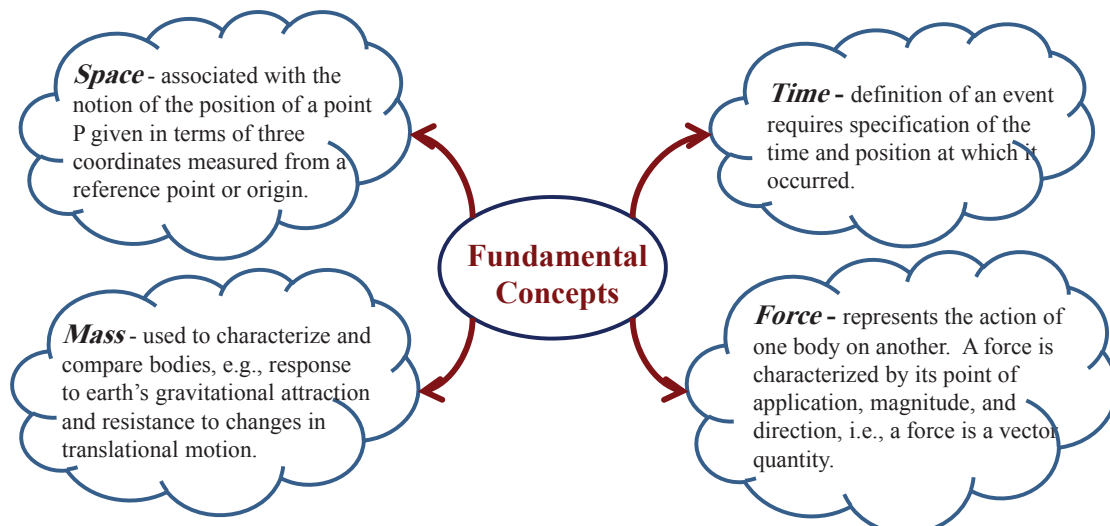 Space - associated with the
notion of the position of a point
P given in terms of three
coordinates measured from a
reference point or origin.
Time - definition of an event
requires specification of the
time and position at which it
occurred.
Fundamental
Concepts
Mass - used to characterize and
compare bodies, e.g., response
to earth’s gravitational attraction
and resistance to changes in
translational motion.
Force - represents the action of
one body on another.  A force is
characterized by its point of
application, magnitude, and
direction, i.e., a force is a vector
quantity.